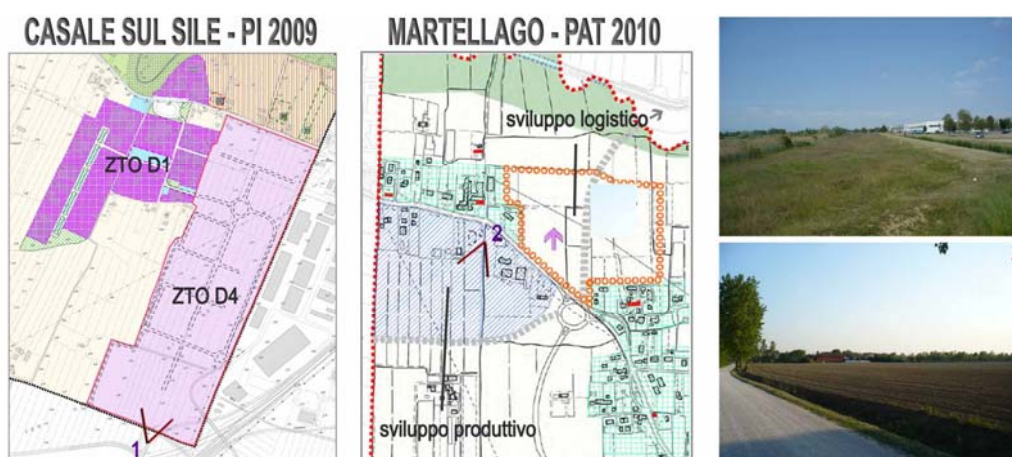 CASALE SUL SILE - PI 2009
ZTO D1
ZTO D4
1
MARTELLAGO - PAT 2010
sviluppo logistico
2
sviluppo produttivo